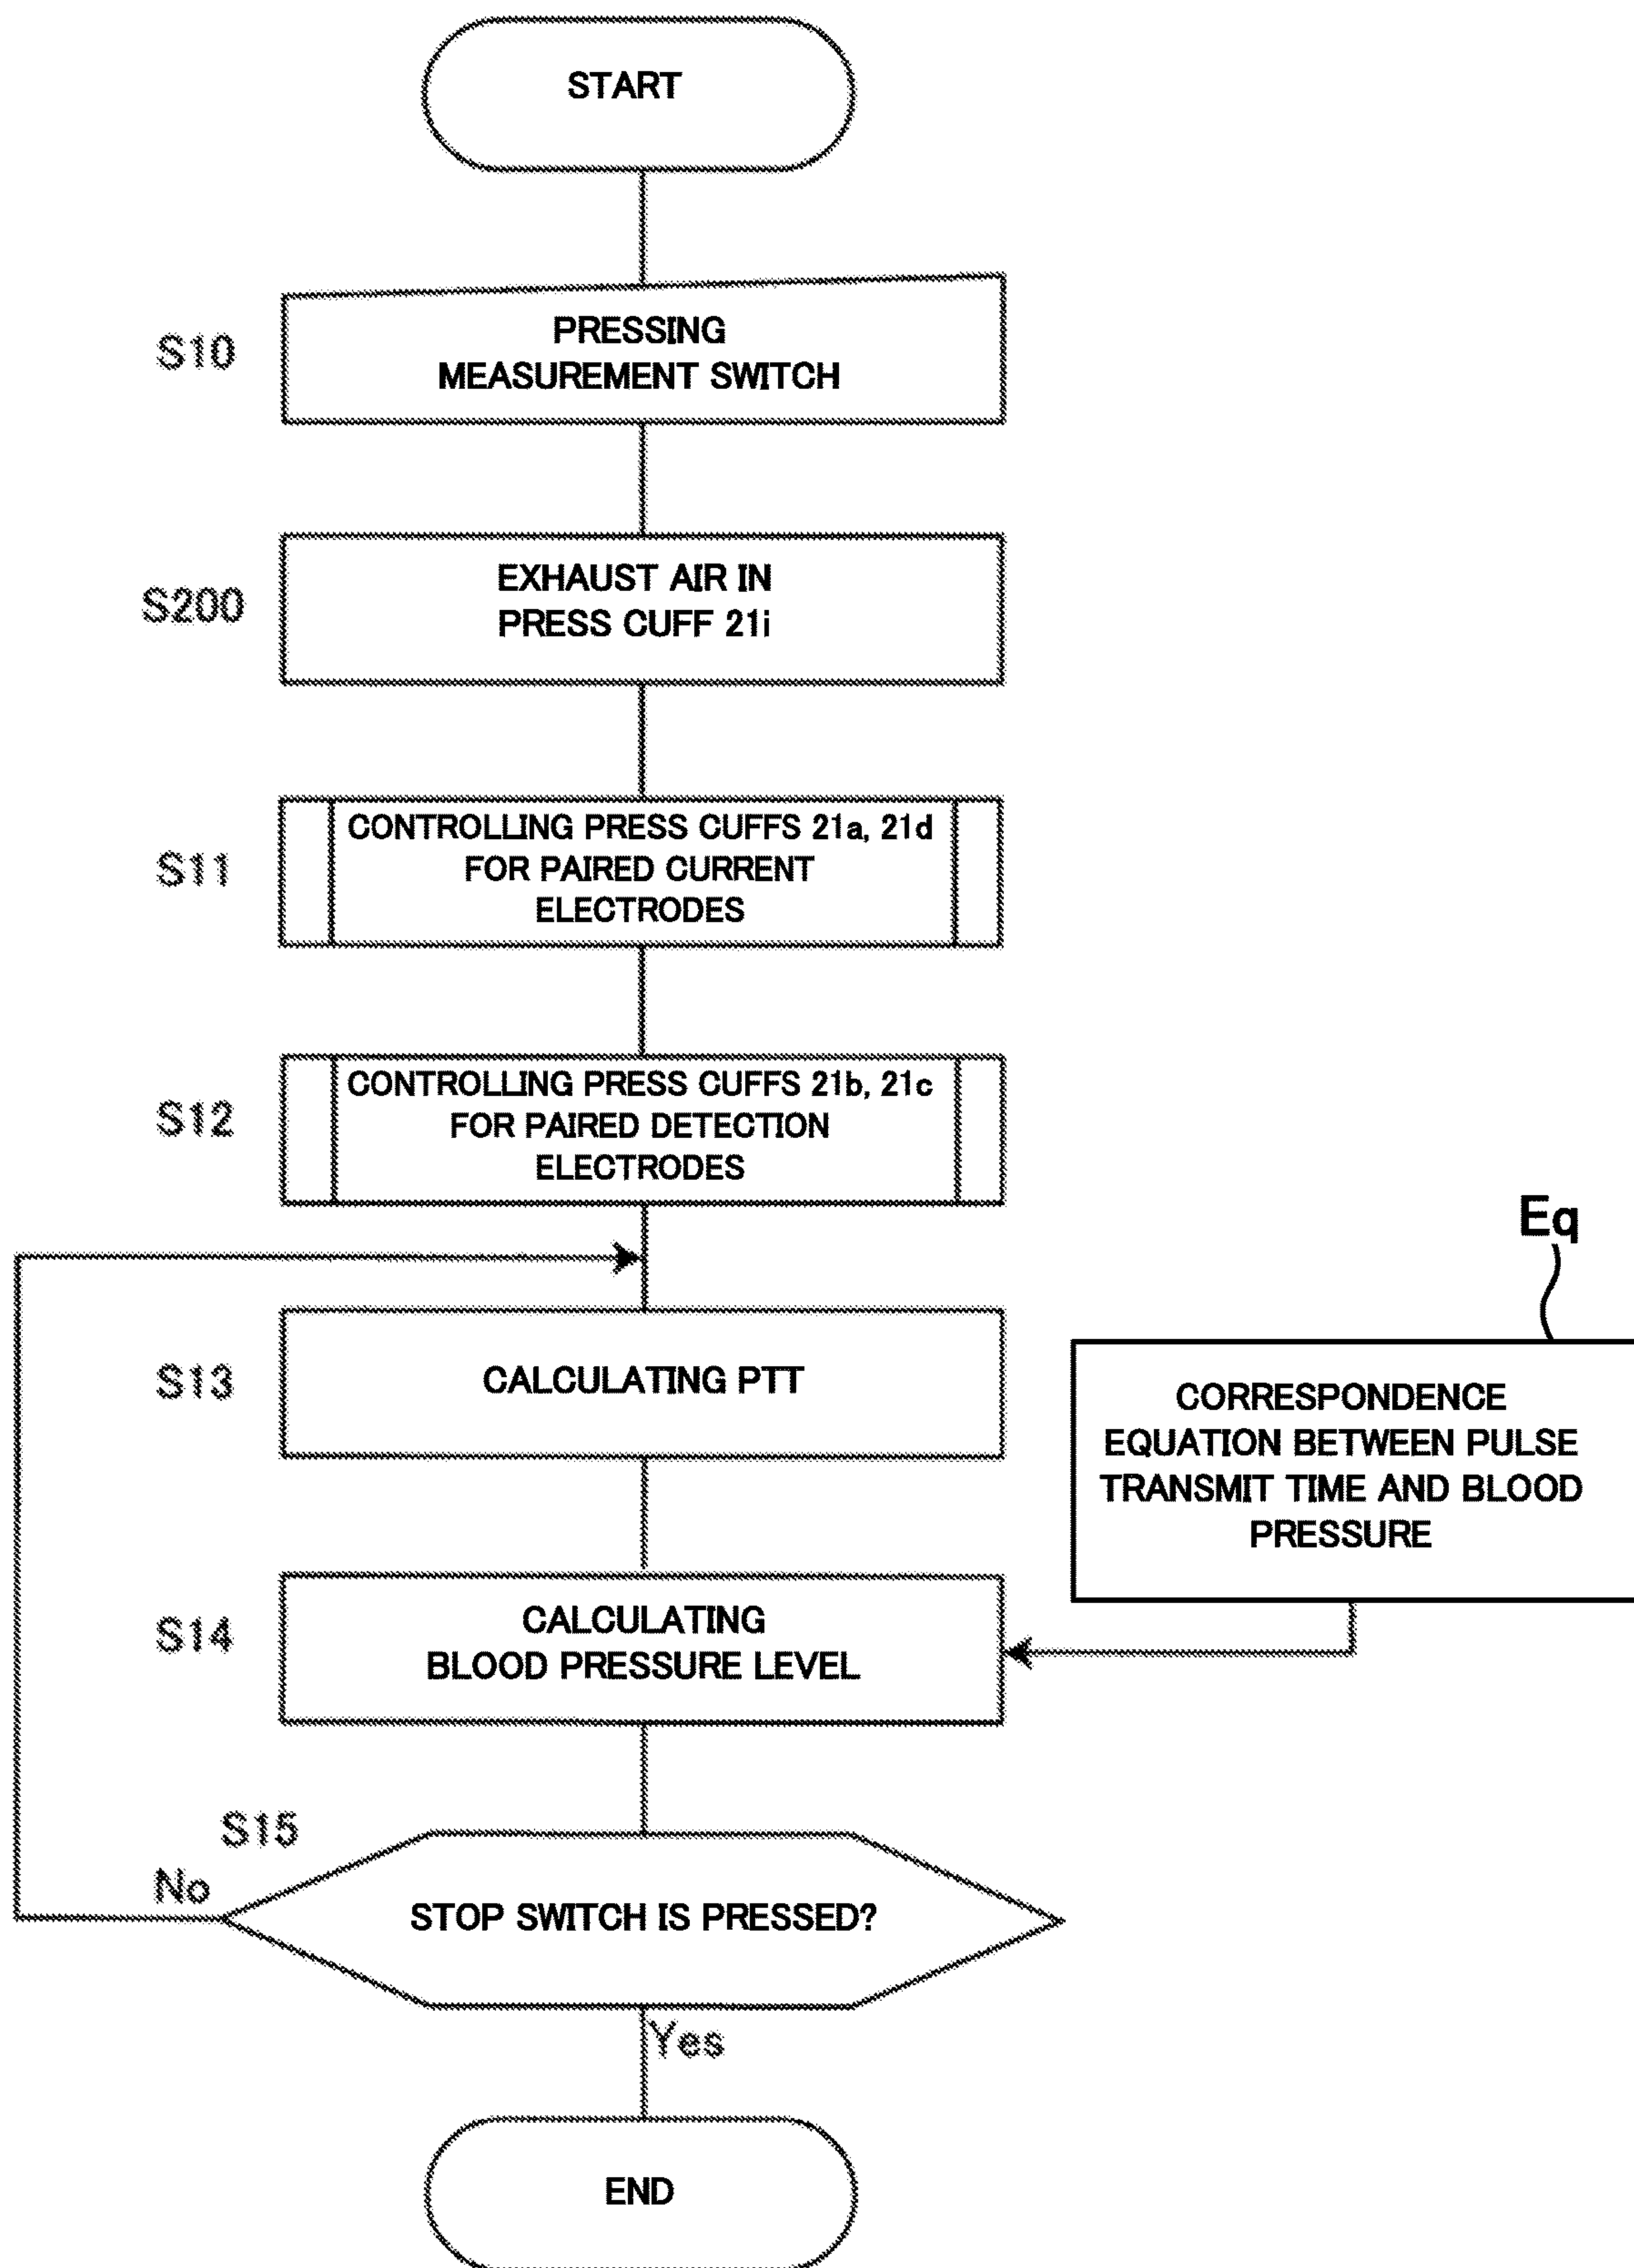 START
S10
PRESSING
MEASUREMENT SWITCH
S200
EXHAUST AIR IN
PRESS CUFF 21i
S11
CONTROLLING PRESS CUFFS 21a, 21d
FOR PAIRED CURRENT
ELECTRODES
S12
CONTROLLING PRESS CUFFS 21b, 21c
FOR PAIRED DETECTION
ELECTRODES
Eq
S13
CALCULATING PTT
CORRESPONDENCE
EQUATION BETWEEN PULSE
TRANSMIT TIME AND BLOOD
PRESSURE
S14
CALCULATING
BLOOD PRESSURE LEVEL
S15
No
STOP SWITCH IS PRESSED?
Yes
END